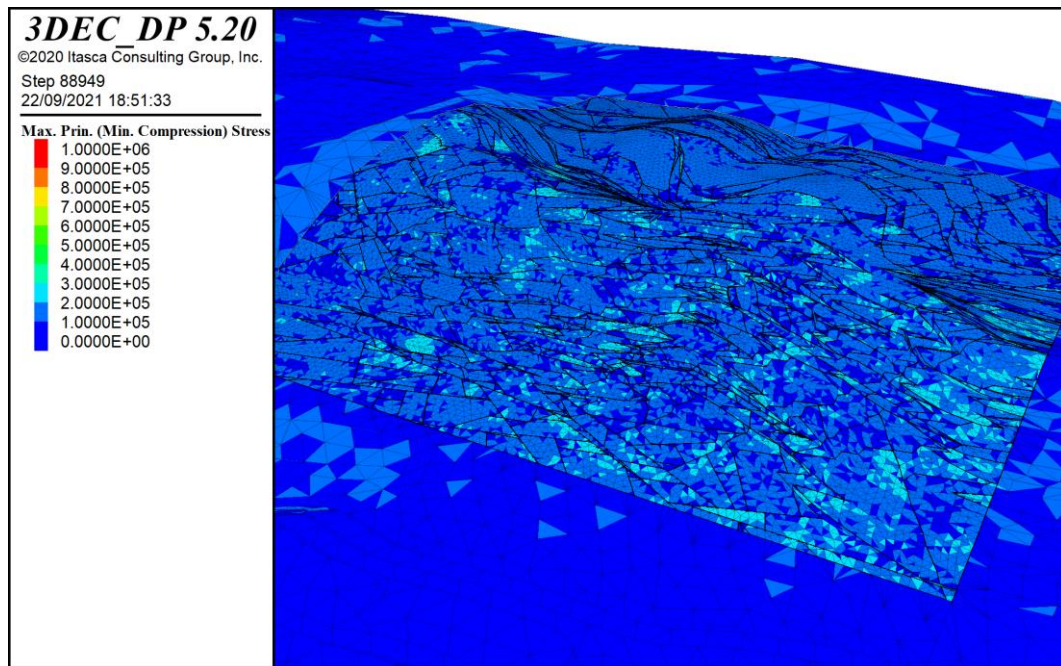 3DEC_DP 5.20
©2020 Itasca Consulting Group, Inc.
Step 88949
22/09/2021 18:51:33
Max. Prin. (Min. Compression) Stress
1.0000E+06
9.0000E+05
8.0000E+05
7.0000E+05
6.0000E+05
5.0000E+05
4.0000E+05
3.0000E+05
2.0000E+05
1.0000E+05
0.0000E+00